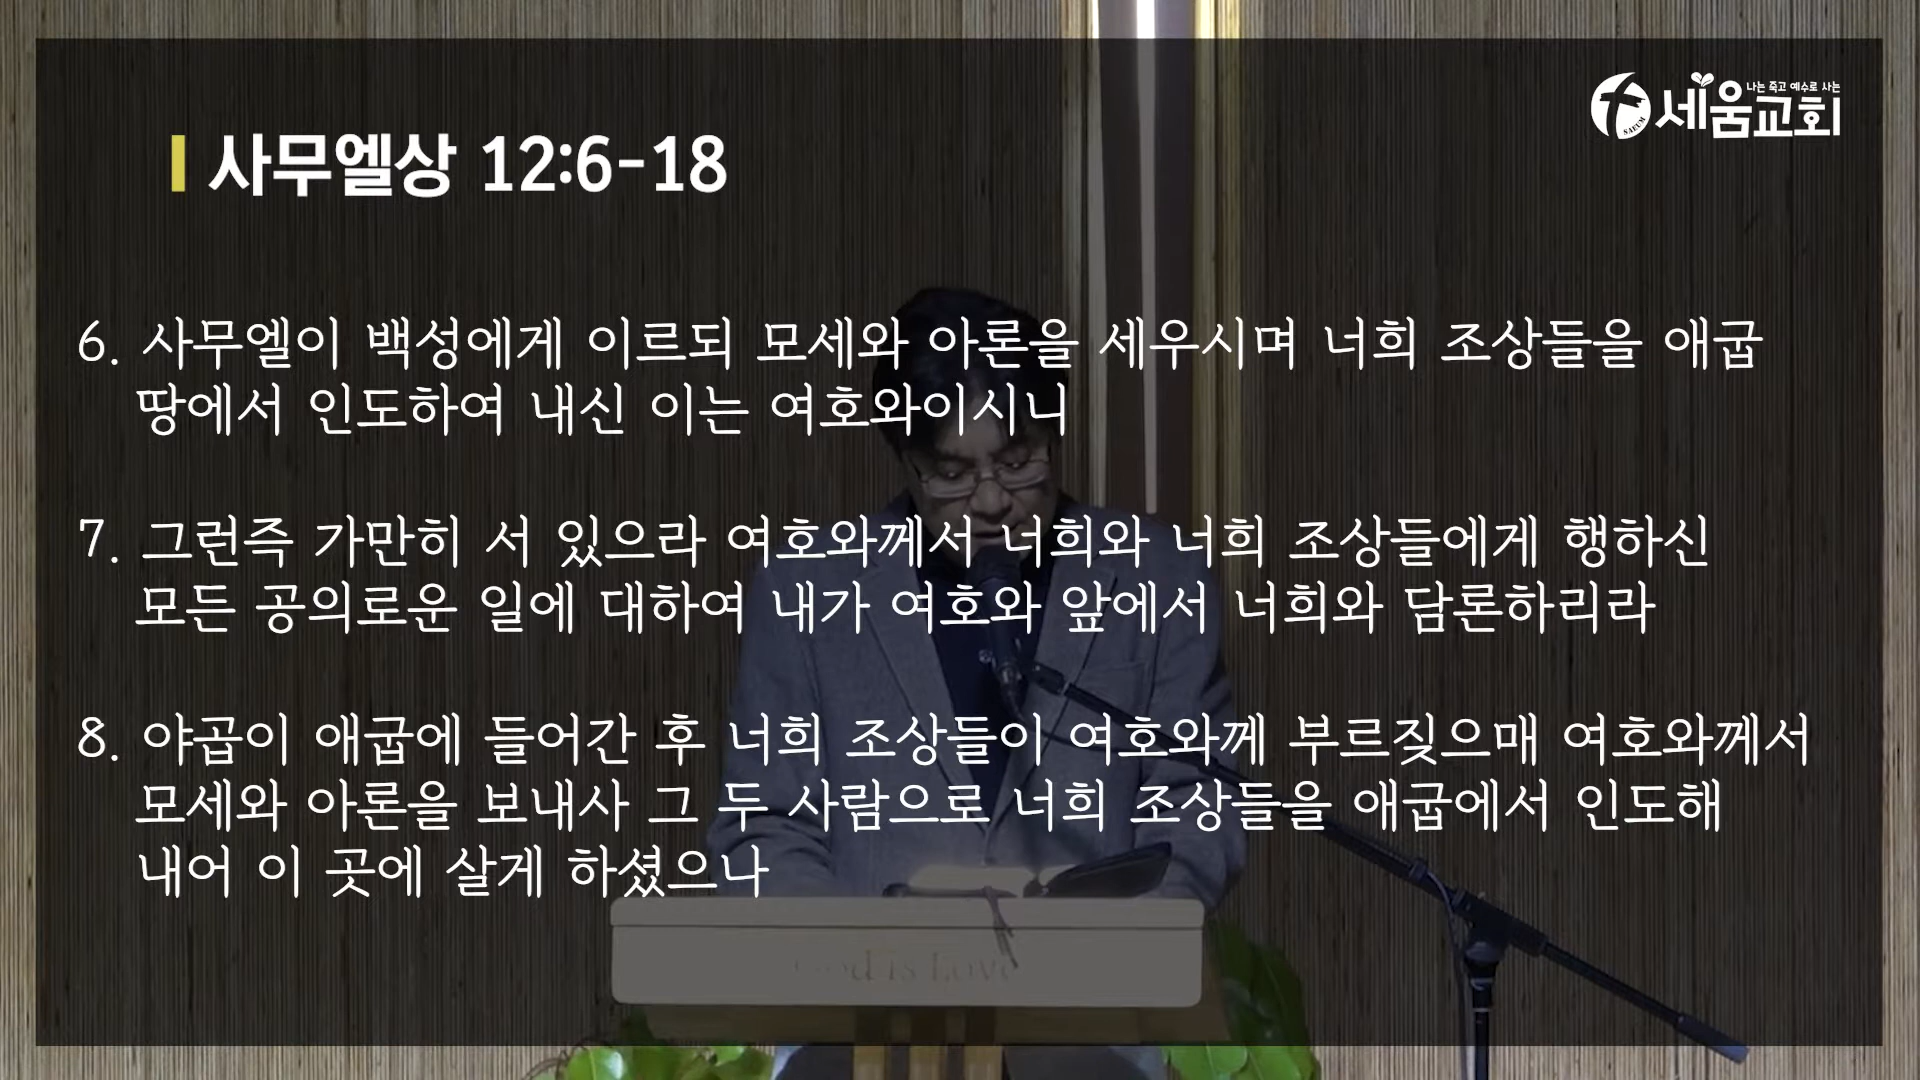 나는 죽고 예수로 사는
세움교회
SAEUM
사무엘상 12:6-18
6. 사무엘이 백성에게 이르되 모세와 아론을 세우시며 너희 조상들을 애굽
땅에서 인도하여 내신 이는 여호와이시니
7. 그런즉 가만히 서 있으라 여호와께서 너희와 너희 조상들에게 행하신
모든 공의로운 일에 대하여 내가 여호와 앞에서 너희와 담론하리라
8. 야곱이 애굽에 들어간 후 너희 조상들이 여호와께 부르짖으매 여호와께서
모세와 아론을 보내사 그 두 사람으로 너희 조상들을 애굽에서 인도해
내어 이 곳에 살게 하셨으나
God is Love